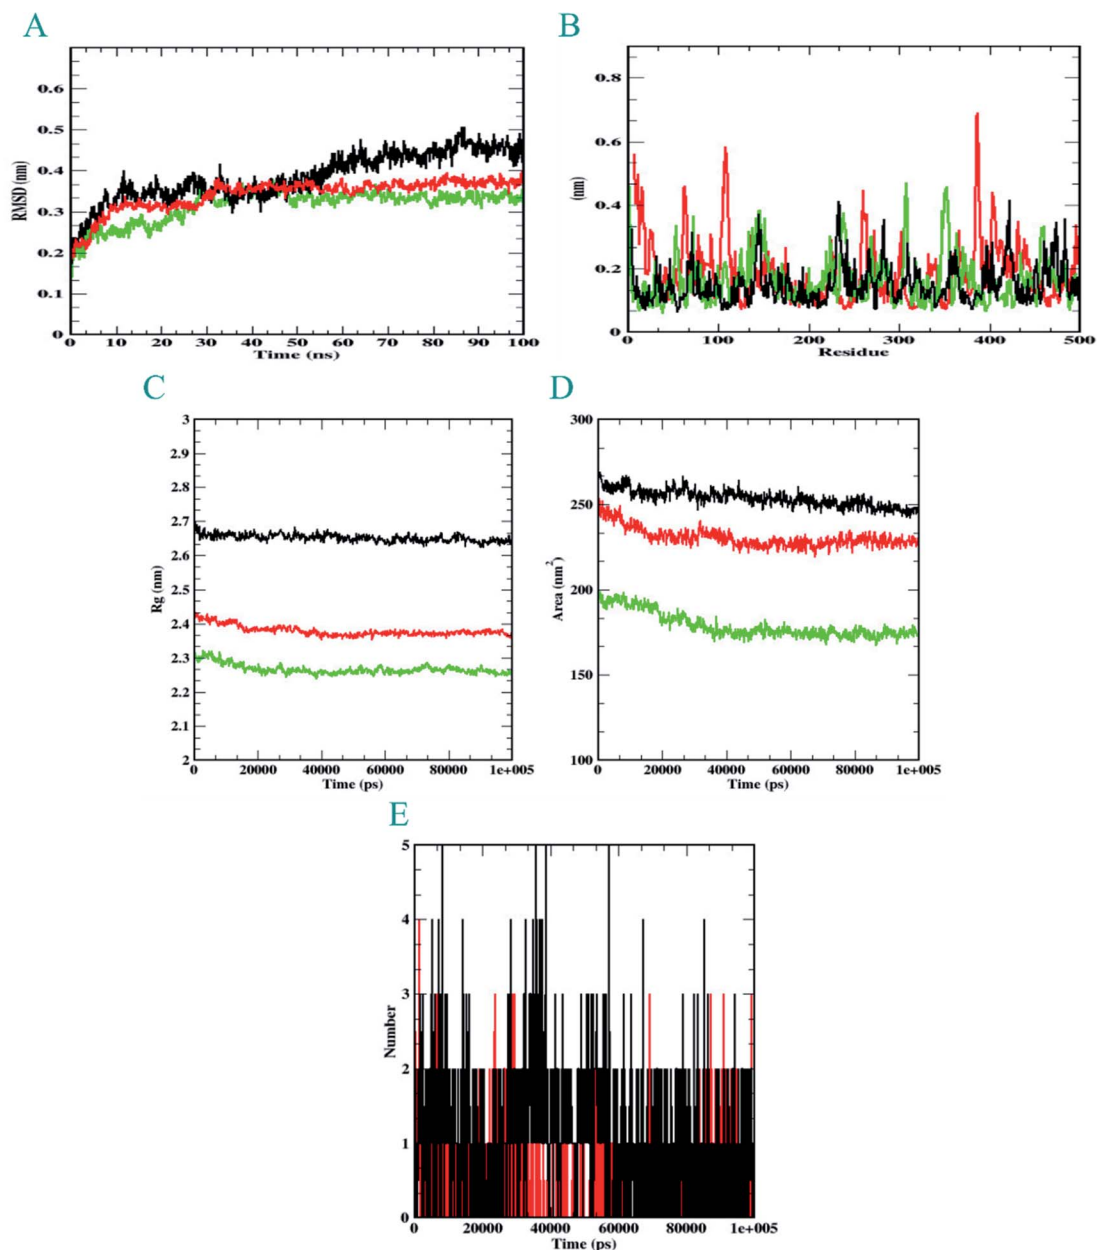 A
B
0.6
0.5
0.4
0.3
0.2
0.1
0
RMSD (nm)
0 10 20 30 40 50 60 70 80 90 100
Time (ns)
0.8
0.6
0.4
0.2
0
(nm)
0 100 200 300 400 500
Residue
C
D
3
2.9
2.8
2.7
2.6
2.5
2.4
2.3
2.2
2.1
2
Rg (nm)
0 20000 40000 60000 80000 1e+005
Time (ps)
300
250
200
150
100
Area (nm²)
0 20000 40000 60000 80000 1e+005
Time (ps)
E
5
4
3
2
1
0
Number
0 20000 40000 60000 80000 1e+005
Time (ps)